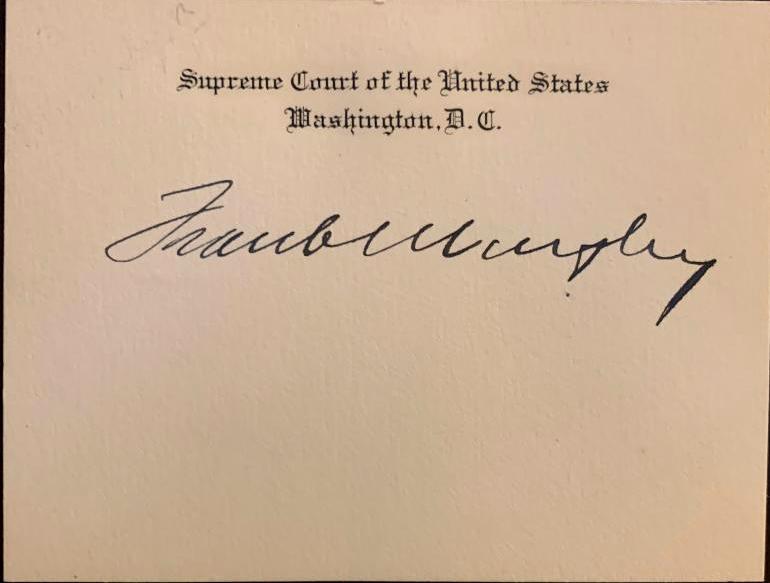 Supreme Court of the United States
Washington, D. C.
Frank Murphy